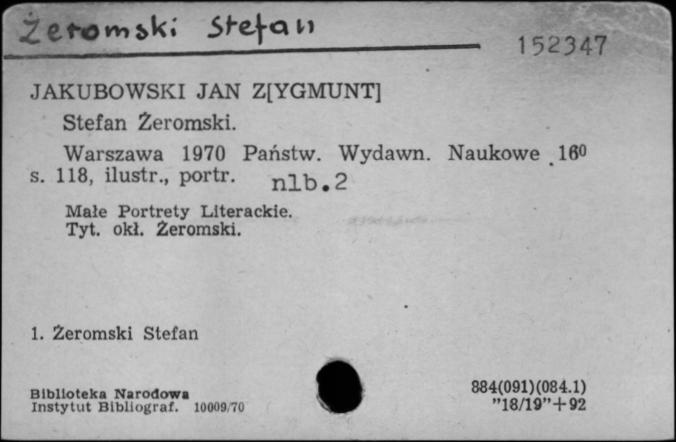 Żeromski Stefan
152347
JAKUBOWSKI JAN Z[YGMUNT]
Stefan Żeromski.
Warszawa 1970 Państw. Wydawn. Naukowe 16⁰
s. 118, ilustr., portr. nlb.2
Małe Portrety Literackie.
Tyt. okł. Żeromski.
1. Żeromski Stefan
Biblioteka Narodowa
Instytut Bibliograf. 10009/70
884(091)(084.1)
"18/19"+92